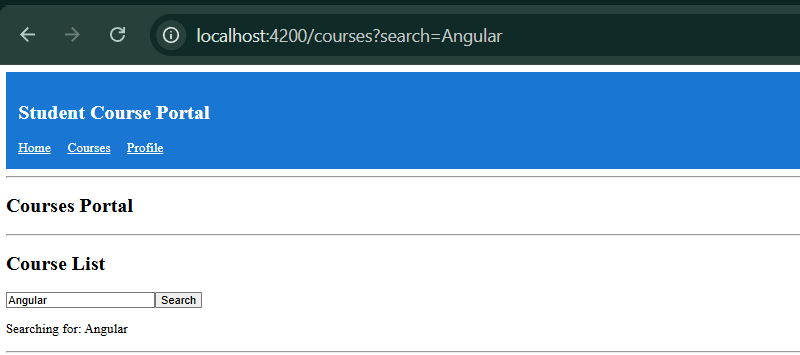 localhost:4200/courses?search=Angular
Student Course Portal
Home Courses Profile
Courses Portal
Course List
Angular Search
Searching for: Angular